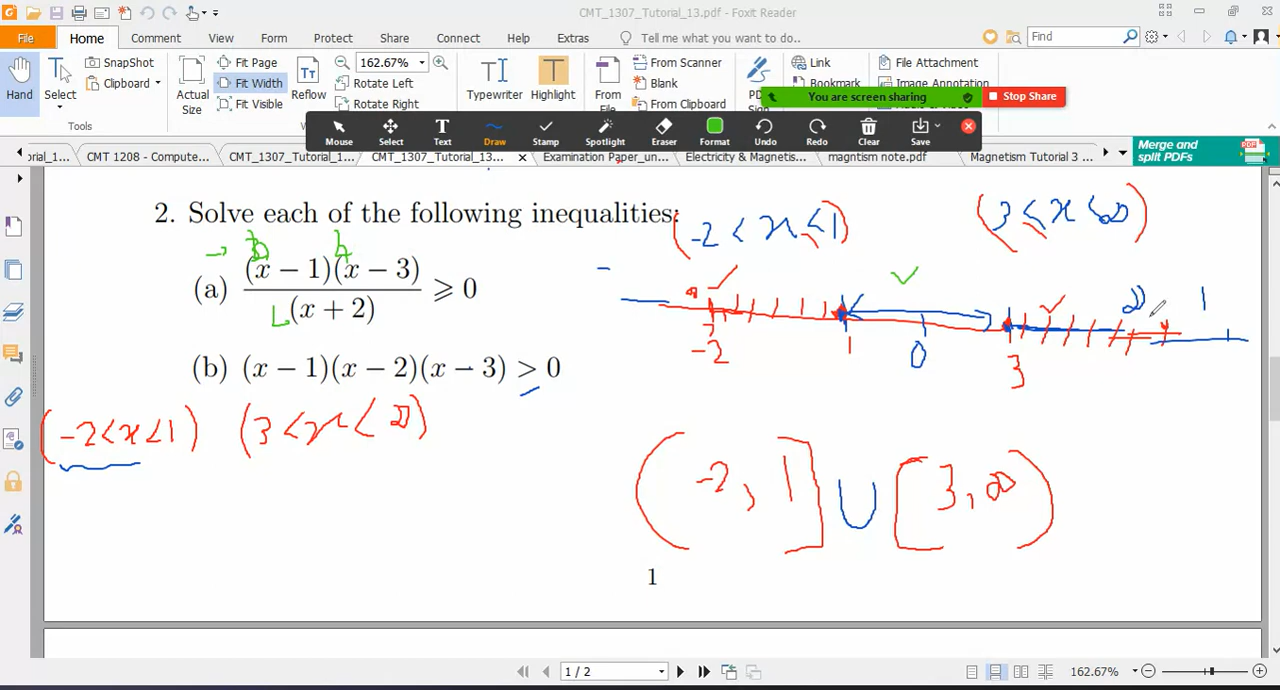 CMT_1307_Tutorial_13.pdf - Foxit Reader
File Home Comment View Form Protect Share Connect Help Extras Tell me what you want to do... Find
SnapShot Fit Page 162.67% From Scanner Link File Attachment
Hand Select Clipboard Actual Size Fit Width Reflow Rotate Left Typewriter Highlight From File Blank Bookmark Image Annotation
Fit Visible Rotate Right From Clipboard
You are screen sharing Stop Share
Tools
Mouse Select Text Draw Stamp Spotlight Eraser Format Undo Redo Clear Save
orial_1... CMT 1208 - Compute... CMT_1307_Tutorial_1... CMT_1307_Tutorial_13... Examination Paper_un... Electricity & Magnetis... magntism note.pdf Magnetism Tutorial 3 ... Merge and split PDFs
2. Solve each of the following inequalities:
(-2 < x ≤ 1) (3 ≤ x < ∞)
(a) (x − 1)(x − 3)
(x + 2) ⩾ 0
-2 1 0 3 ∞ 1
(b) (x − 1)(x − 2)(x − 3) > 0
(-2 < x < 1) (3 < x < ∞)
(-2, 1] U [3, ∞)
1
1 / 2 162.67%